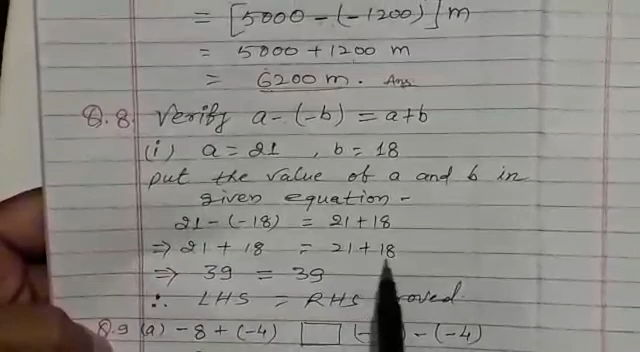 = [5000 - (-1200)] m
= 5000 + 1200 m
= 6200 m. Ans
Q.8. Verify a - (-b) = a+b
(i) a = 21 , b = 18
put the value of a and b in
given equation -
21 - (-18) = 21 + 18
⇒ 21 + 18 = 21 + 18
⇒ 39 = 39
∴ LHS = RHS
Q.9 (a) - 8 + (-4) □ ( ) - (-4)